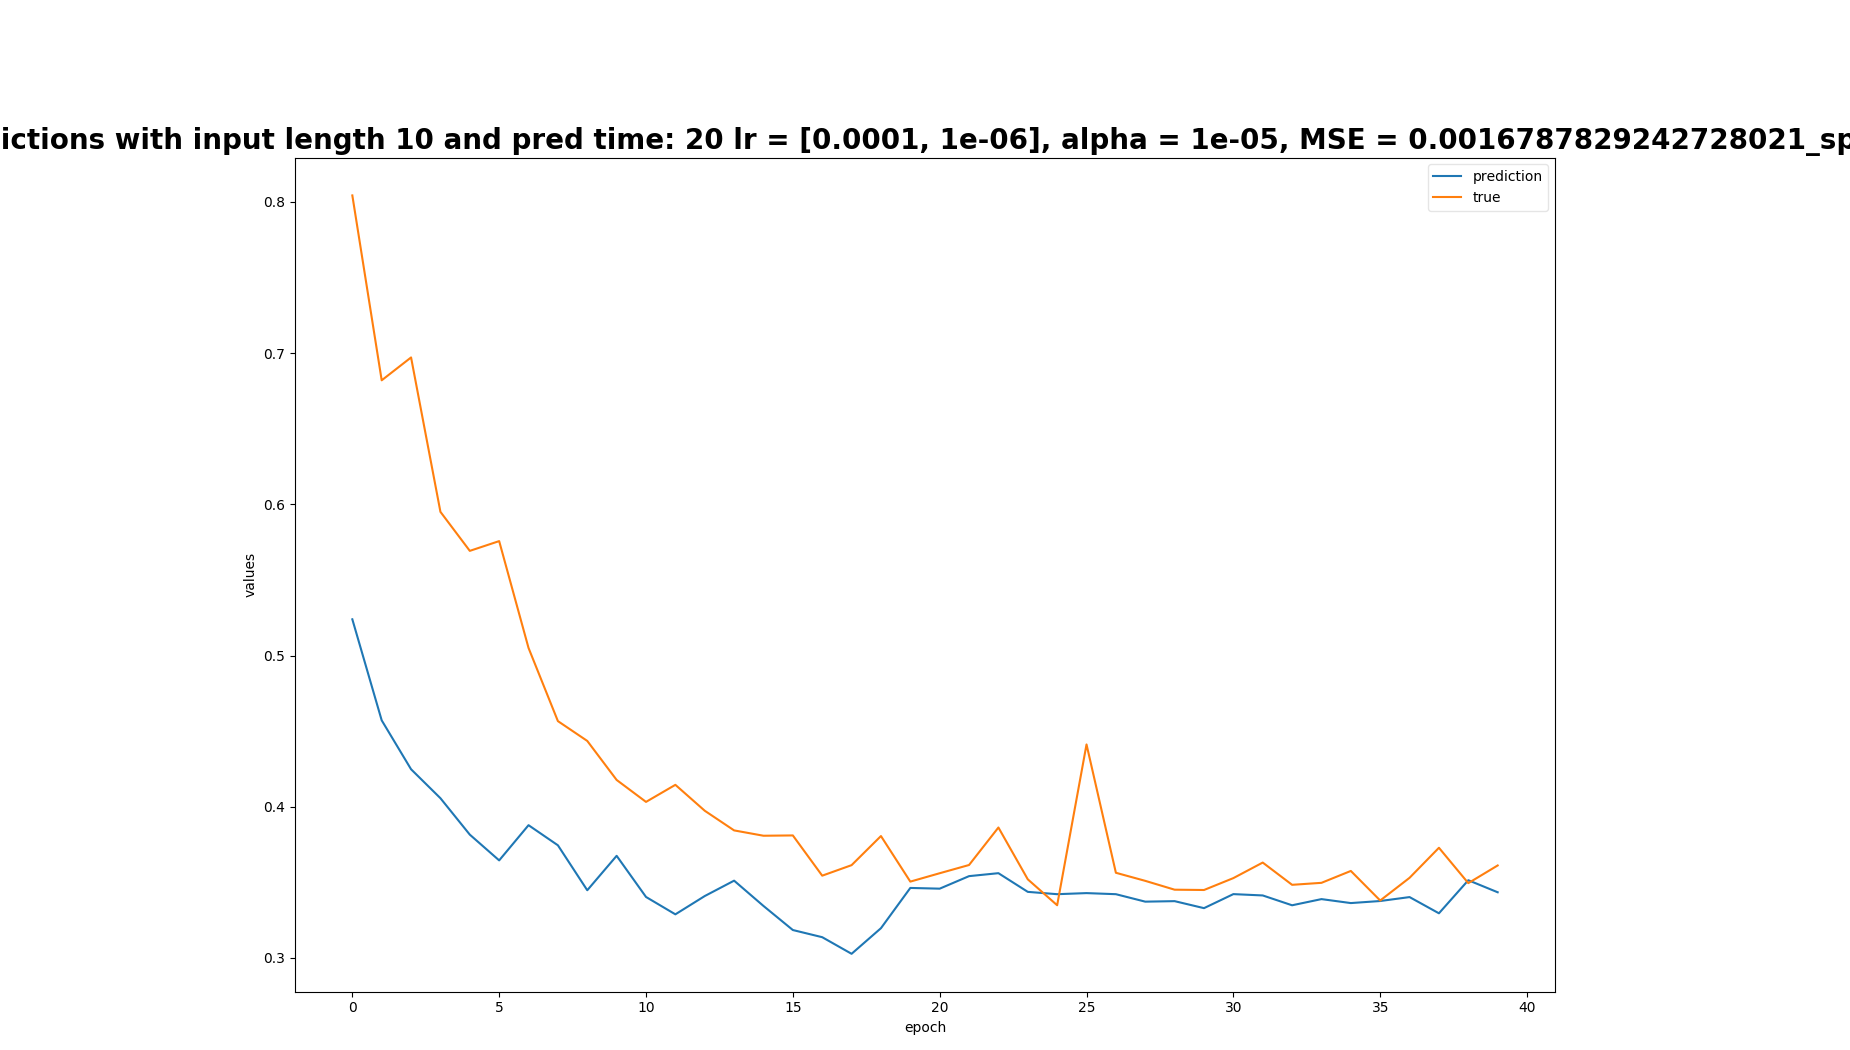 ictions with input length 10 and pred time: 20 lr = [0.0001, 1e-06], alpha = 1e-05, MSE = 0.0016787829242728021_sp
prediction
true
0.8
0.7
0.6
0.5
0.4
0.3
values
0 5 10 15 20 25 30 35 40
epoch